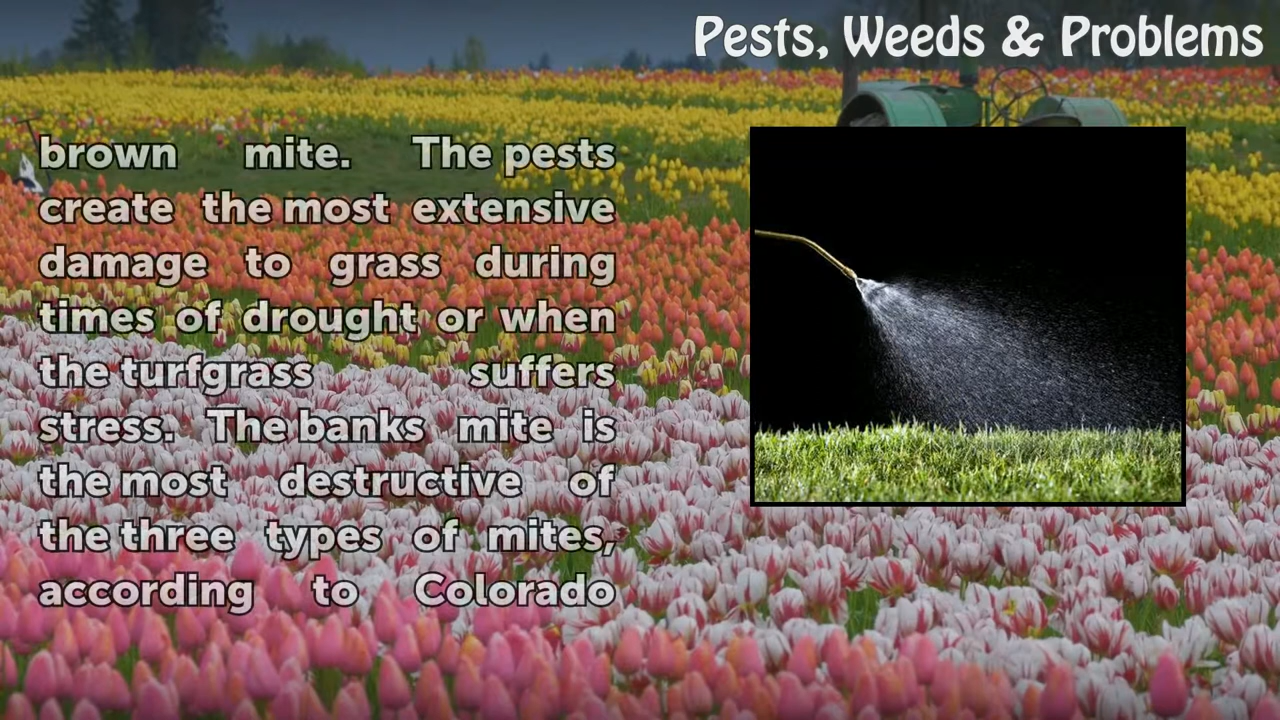 Pests, Weeds & Problems
brown mite. The pests
create the most extensive
damage to grass during
times of drought or when
the turfgrass suffers
stress. The banks mite is
the most destructive of
the three types of mites,
according to Colorado